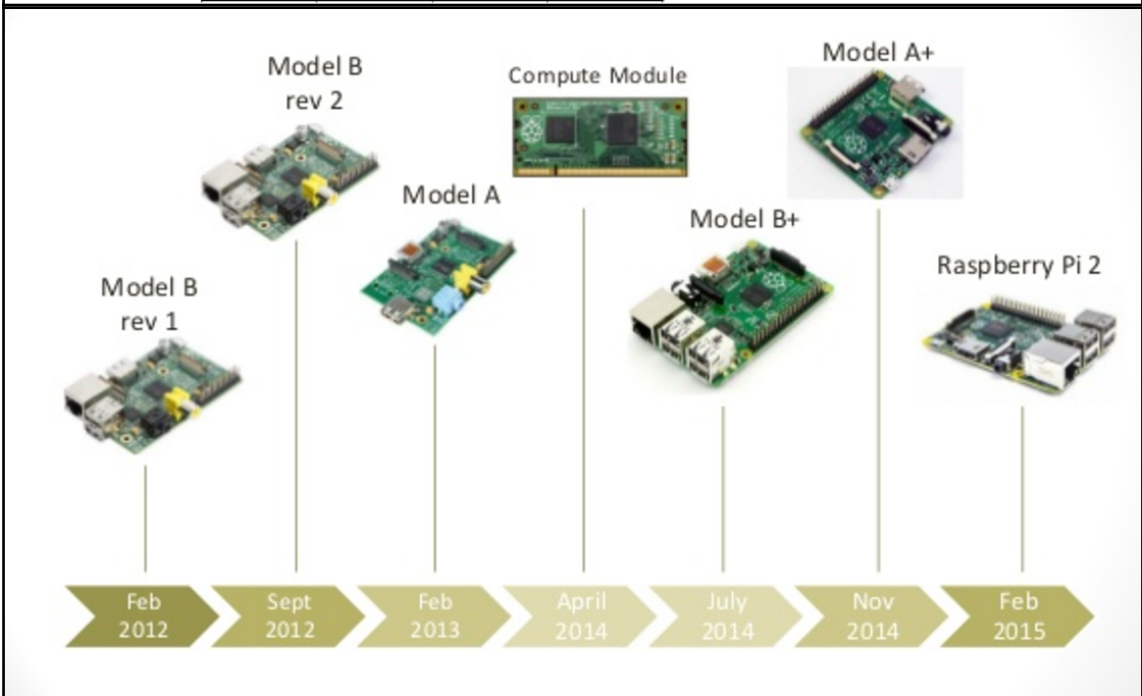 Model B
rev 1
Model B
rev 2
Model A
Compute Module
Model B+
Model A+
Raspberry Pi 2
Feb
2012
Sept
2012
Feb
2013
April
2014
July
2014
Nov
2014
Feb
2015